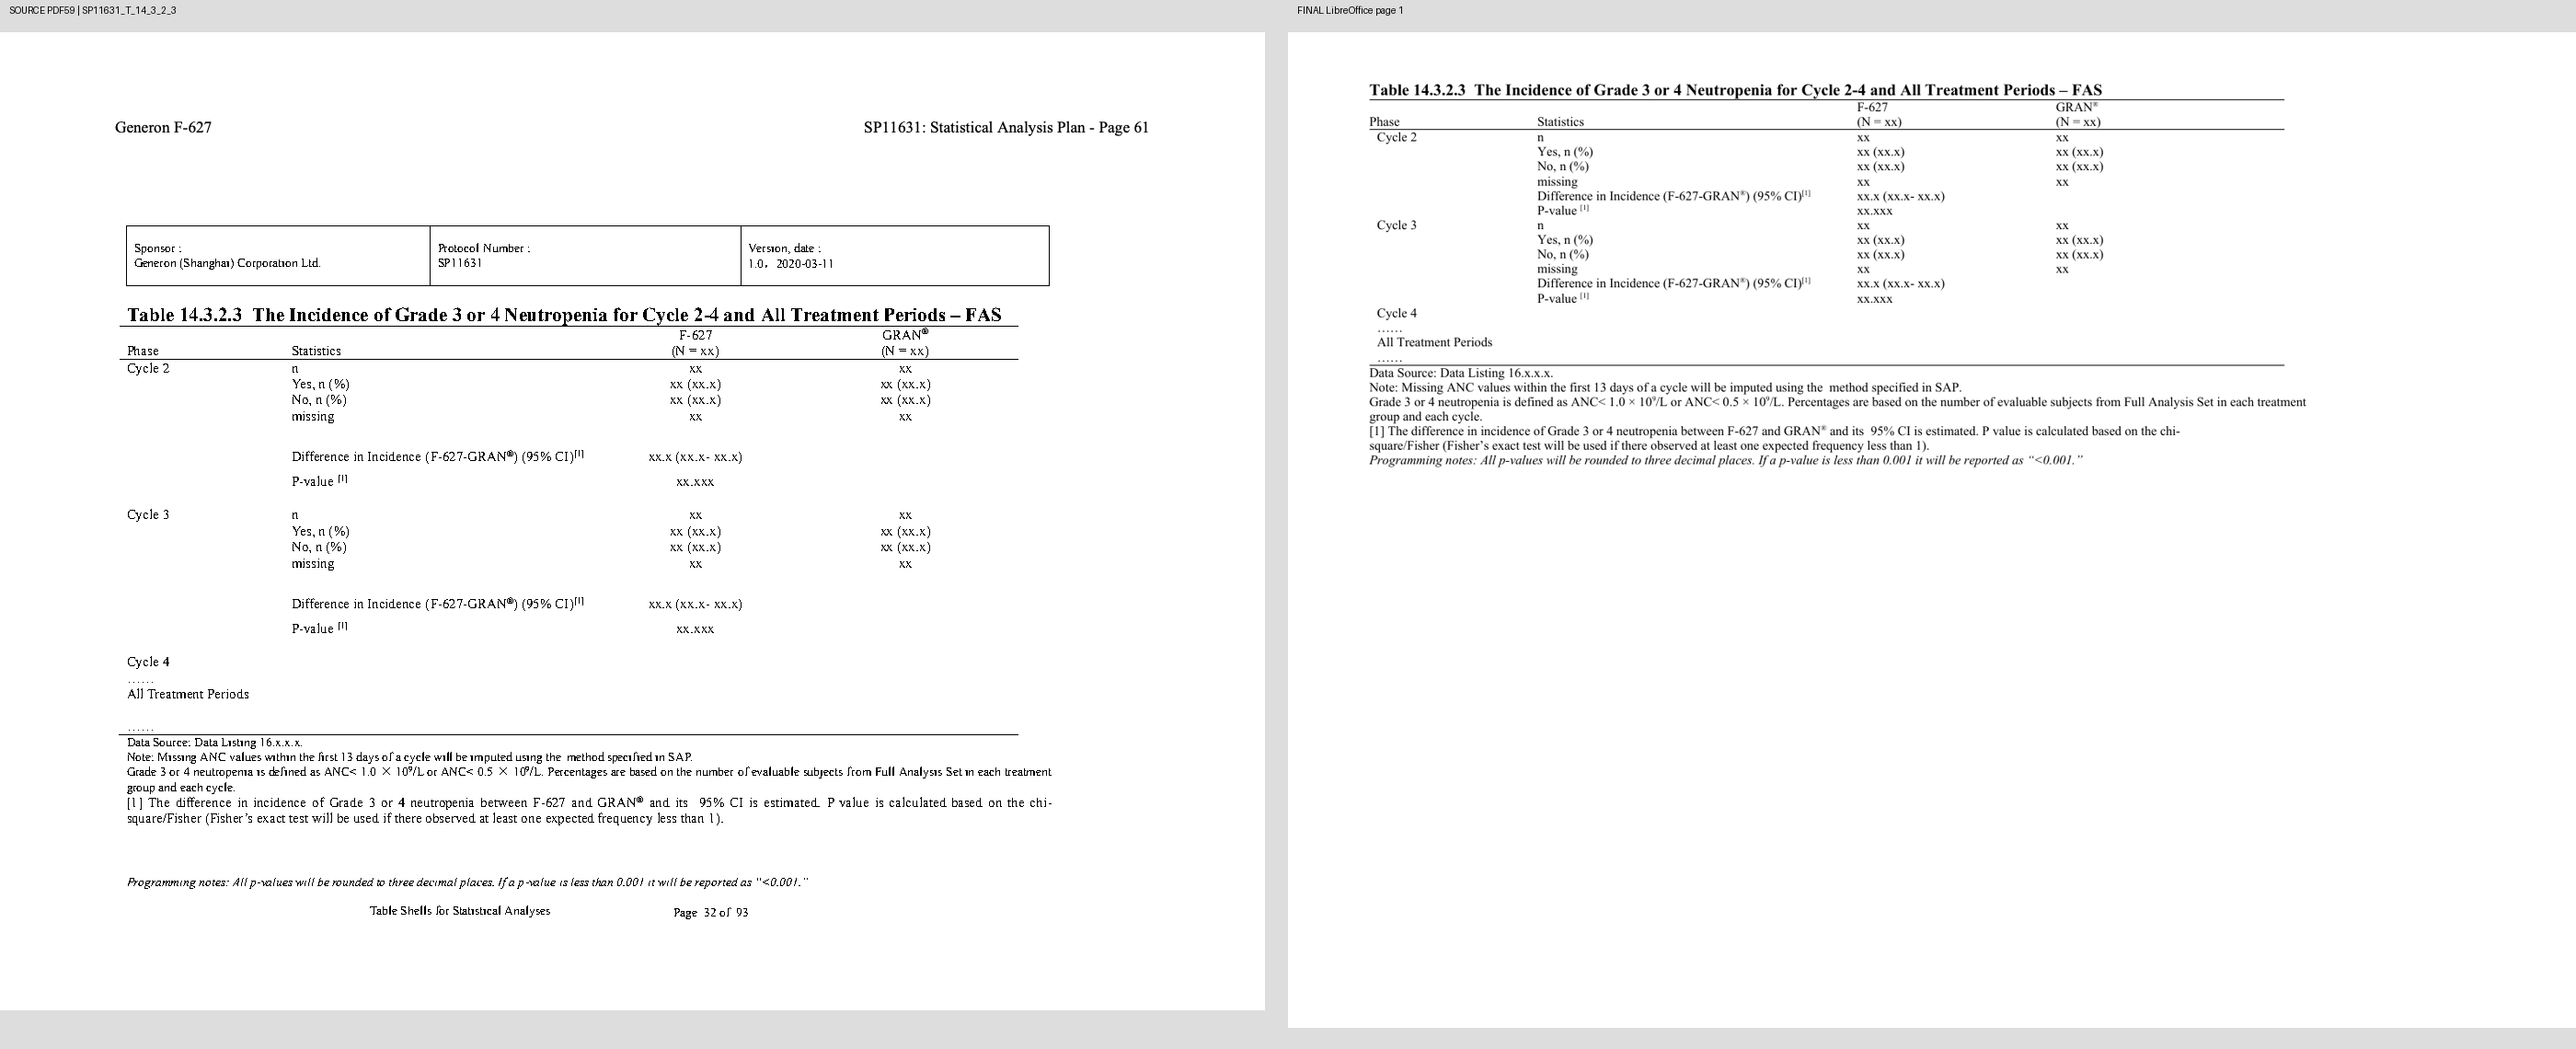 SOURCE PDF59 | SP11631_T_14_3_2_3
Generon F-627 SP11631: Statistical Analysis Plan - Page 61
Sponsor : Protocol Number : Version, date :
Generon (Shanghai) Corporation Ltd. SP11631 1.0, 2020-03-11
Table 14.3.2.3 The Incidence of Grade 3 or 4 Neutropenia for Cycle 2-4 and All Treatment Periods – FAS
F-627 GRAN®
Phase Statistics (N = xx) (N = xx)
Cycle 2 n xx xx
Yes, n (%) xx (xx.x) xx (xx.x)
No, n (%) xx (xx.x) xx (xx.x)
missing xx xx
Difference in Incidence (F-627-GRAN®) (95% CI)[1] xx.x (xx.x- xx.x)
P-value [1] xx.xxx
Cycle 3 n xx xx
Yes, n (%) xx (xx.x) xx (xx.x)
No, n (%) xx (xx.x) xx (xx.x)
missing xx xx
Difference in Incidence (F-627-GRAN®) (95% CI)[1] xx.x (xx.x- xx.x)
P-value [1] xx.xxx
Cycle 4
......
All Treatment Periods
......
Data Source: Data Listing 16.x.x.x.
Note: Missing ANC values within the first 13 days of a cycle will be imputed using the method specified in SAP.
Grade 3 or 4 neutropenia is defined as ANC< 1.0 × 10⁹/L or ANC< 0.5 × 10⁹/L. Percentages are based on the number of evaluable subjects from Full Analysis Set in each treatment
group and each cycle.
[1] The difference in incidence of Grade 3 or 4 neutropenia between F-627 and GRAN® and its 95% CI is estimated. P value is calculated based on the chi-
square/Fisher (Fisher's exact test will be used if there observed at least one expected frequency less than 1).
Programming notes: All p-values will be rounded to three decimal places. If a p-value is less than 0.001 it will be reported as "<0.001."
Table Shells for Statistical Analyses Page 32 of 93
FINAL LibreOffice page 1
Table 14.3.2.3 The Incidence of Grade 3 or 4 Neutropenia for Cycle 2-4 and All Treatment Periods – FAS
F-627 GRAN®
Phase Statistics (N = xx) (N = xx)
Cycle 2 n xx xx
Yes, n (%) xx (xx.x) xx (xx.x)
No, n (%) xx (xx.x) xx (xx.x)
missing xx xx
Difference in Incidence (F-627-GRAN®) (95% CI)[1] xx.x (xx.x- xx.x)
P-value [1] xx.xxx
Cycle 3 n xx xx
Yes, n (%) xx (xx.x) xx (xx.x)
No, n (%) xx (xx.x) xx (xx.x)
missing xx xx
Difference in Incidence (F-627-GRAN®) (95% CI)[1] xx.x (xx.x- xx.x)
P-value [1] xx.xxx
Cycle 4
......
All Treatment Periods
......
Data Source: Data Listing 16.x.x.x.
Note: Missing ANC values within the first 13 days of a cycle will be imputed using the method specified in SAP.
Grade 3 or 4 neutropenia is defined as ANC< 1.0 × 10⁹/L or ANC< 0.5 × 10⁹/L. Percentages are based on the number of evaluable subjects from Full Analysis Set in each treatment
group and each cycle.
[1] The difference in incidence of Grade 3 or 4 neutropenia between F-627 and GRAN® and its 95% CI is estimated. P value is calculated based on the chi-
square/Fisher (Fisher's exact test will be used if there observed at least one expected frequency less than 1).
Programming notes: All p-values will be rounded to three decimal places. If a p-value is less than 0.001 it will be reported as "<0.001."